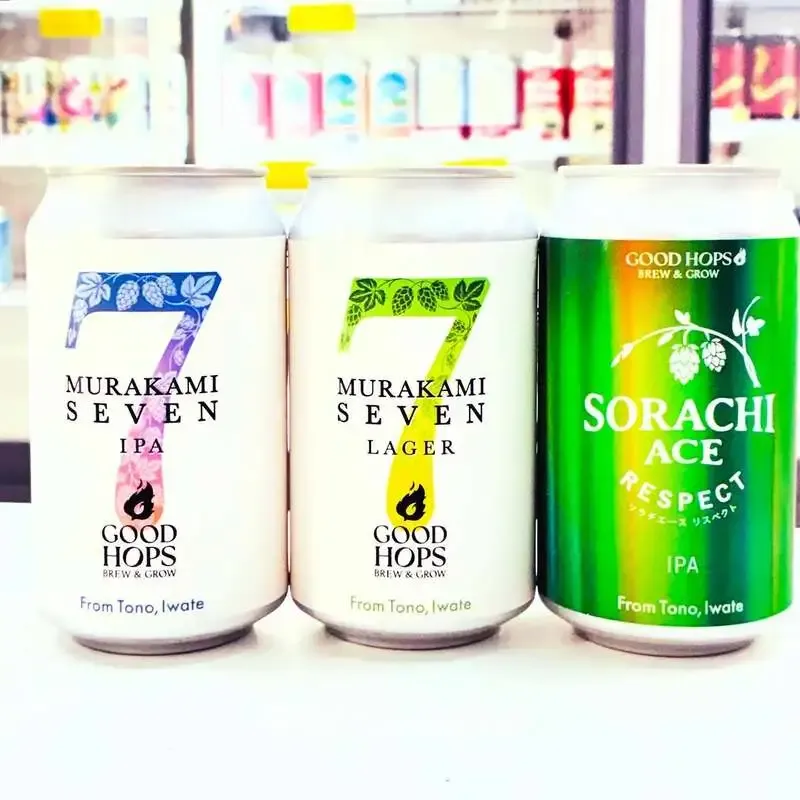 7
MURAKAMI
SEVEN
IPA
GOOD
HOPS
BREW & GROW
From Tono, Iwate
7
MURAKAMI
SEVEN
LAGER
GOOD
HOPS
BREW & GROW
From Tono, Iwate
GOOD HOPS
BREW & GROW
SORACHI
ACE
RESPECT
ソラチエース リスペクト
IPA
From Tono, Iwate